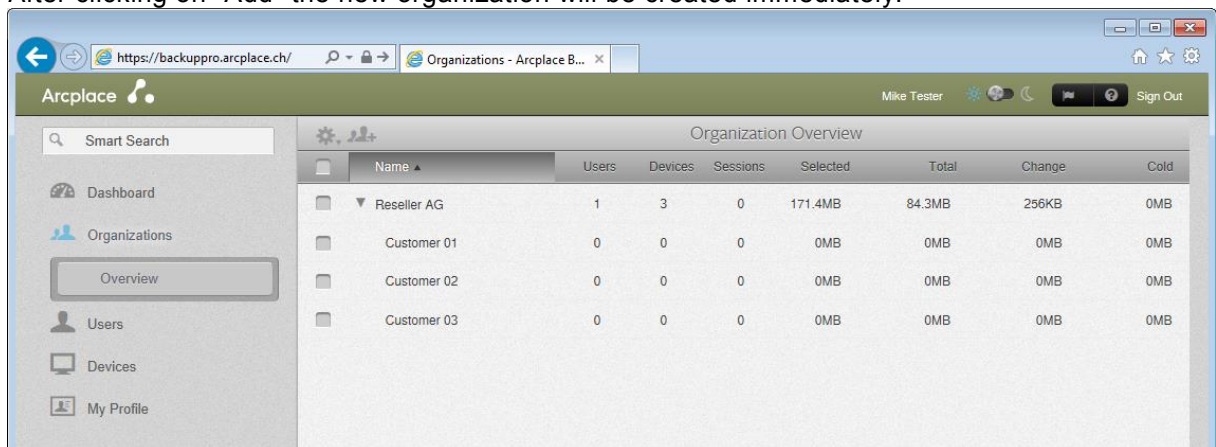 After clicking on "Add" the new organization will be created immediately.
https://backuppro.arcplace.ch/
Organizations - Arcplace B...
Arcplace
Mike Tester
Sign Out
Smart Search
Organization Overview
Name Users Devices Sessions Selected Total Change Cold
Dashboard
Reseller AG 1 3 0 171.4MB 84.3MB 256KB 0MB
Organizations
Customer 01 0 0 0 0MB 0MB 0MB 0MB
Overview
Customer 02 0 0 0 0MB 0MB 0MB 0MB
Users
Customer 03 0 0 0 0MB 0MB 0MB 0MB
Devices
My Profile